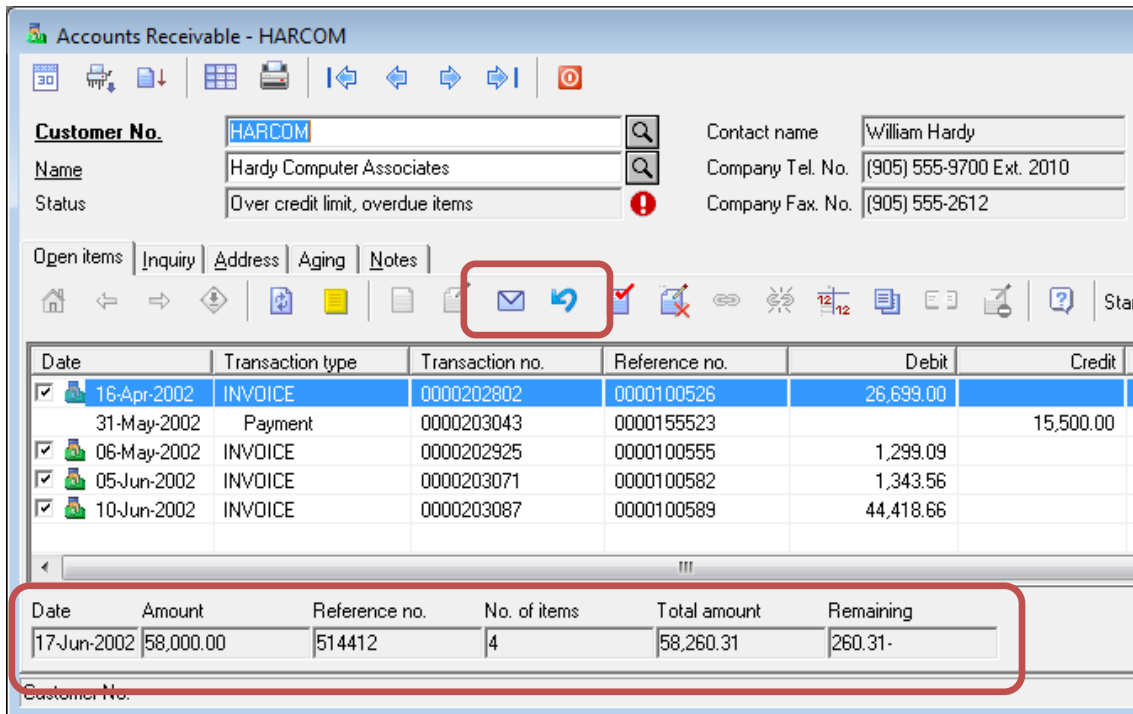 Accounts Receivable - HARCOM
30
Customer No. HARCOM Contact name William Hardy
Name Hardy Computer Associates Company Tel. No. (905) 555-9700 Ext. 2010
Status Over credit limit, overdue items Company Fax. No. (905) 555-2612
Open items Inquiry Address Aging Notes
12 12 Sta
Date Transaction type Transaction no. Reference no. Debit Credit
16-Apr-2002 INVOICE 0000202802 0000100526 26,699.00
31-May-2002 Payment 0000203043 0000155523 15,500.00
06-May-2002 INVOICE 0000202925 0000100555 1,299.09
05-Jun-2002 INVOICE 0000203071 0000100582 1,343.56
10-Jun-2002 INVOICE 0000203087 0000100589 44,418.66
Date Amount Reference no. No. of items Total amount Remaining
17-Jun-2002 58,000.00 514412 4 58,260.31 260.31-
Customer No.